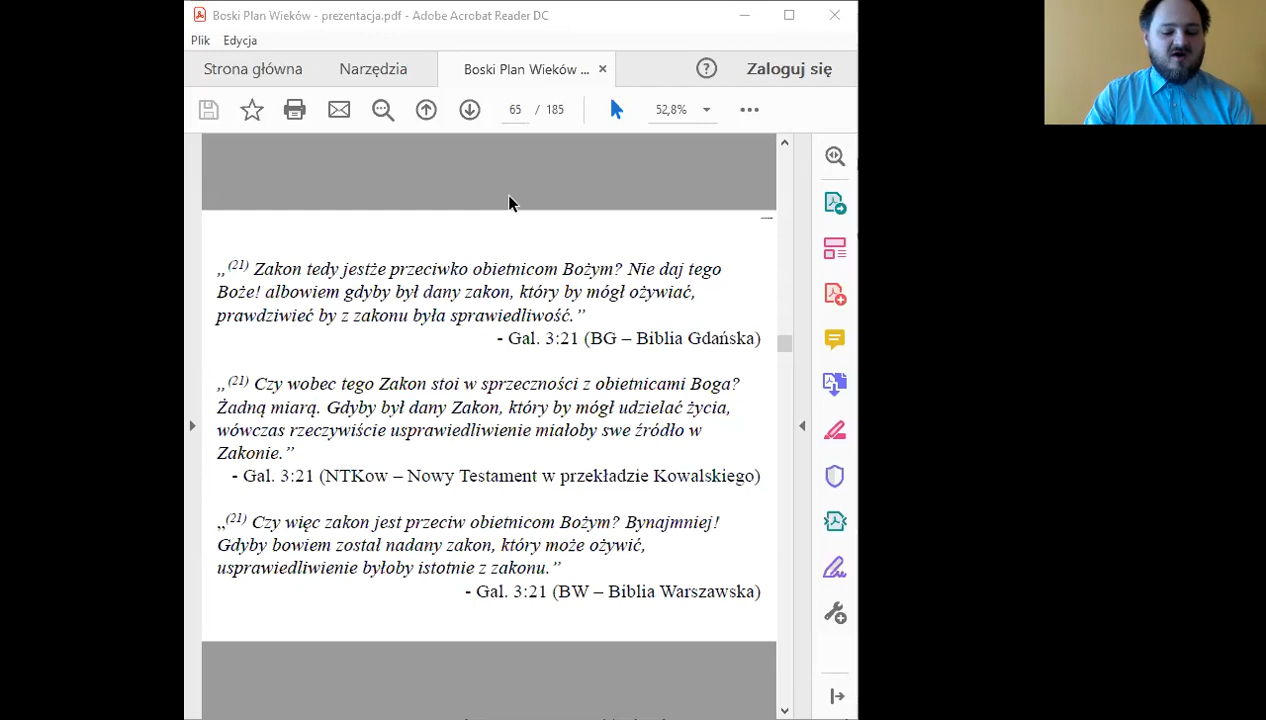 Boski Plan Wieków - prezentacja.pdf - Adobe Acrobat Reader DC
Plik Edycja
Strona główna Narzędzia Boski Plan Wieków ... × Zaloguj się
65 / 185 52,8%
„(21) Zakon tedy jestże przeciwko obietnicom Bożym? Nie daj tego
Boże! albowiem gdyby był dany zakon, który by mógł ożywiać,
prawdziwieć by z zakonu była sprawiedliwość.”
- Gal. 3:21 (BG – Biblia Gdańska)
„(21) Czy wobec tego Zakon stoi w sprzeczności z obietnicami Boga?
Żadną miarą. Gdyby był dany Zakon, który by mógł udzielać życia,
wówczas rzeczywiście usprawiedliwienie miałoby swe źródło w
Zakonie.”
- Gal. 3:21 (NTKow – Nowy Testament w przekładzie Kowalskiego)
„(21) Czy więc zakon jest przeciw obietnicom Bożym? Bynajmniej!
Gdyby bowiem został nadany zakon, który może ożywić,
usprawiedliwienie byłoby istotnie z zakonu.”
- Gal. 3:21 (BW – Biblia Warszawska)